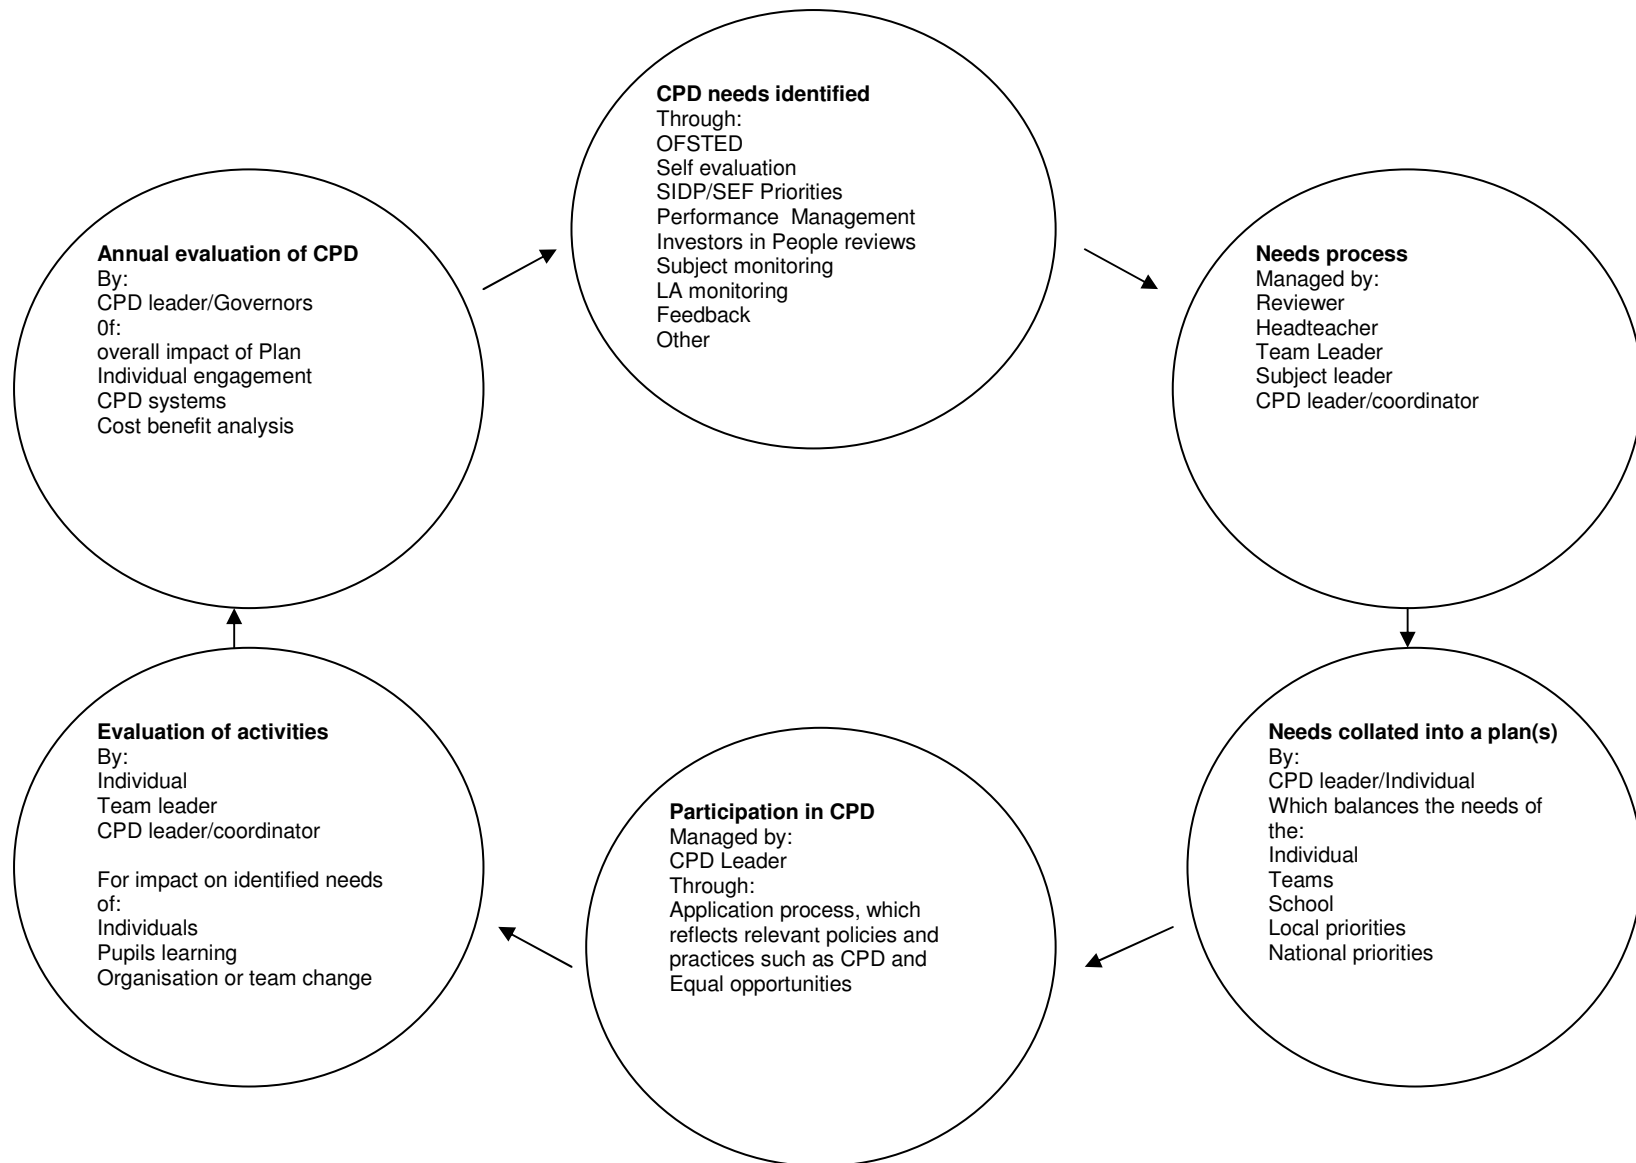 CPD needs identified
Through:
OFSTED
Self evaluation
SIDP/SEF Priorities
Performance  Management
Investors in People reviews
Subject monitoring
LA monitoring
Feedback
Other
Needs process
Managed by:
Reviewer
Headteacher
Team Leader
Subject leader
CPD leader/coordinator
Needs collated into a plan(s)
By:
CPD leader/Individual
Which balances the needs of
the:
Individual
Teams
School
Local priorities
National priorities
Participation in CPD
Managed by:
CPD Leader
Through:
Application process, which
reflects relevant policies and
practices such as CPD and
Equal opportunities
Evaluation of activities
By:
Individual
Team leader
CPD leader/coordinator
For impact on identified needs
of:
Individuals
Pupils learning
Organisation or team change
Annual evaluation of CPD
By:
CPD leader/Governors
0f:
overall impact of Plan
Individual engagement
CPD systems
Cost benefit analysis